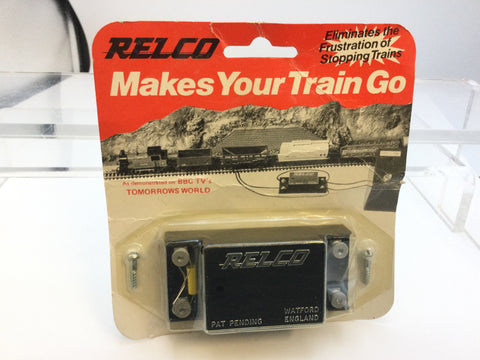 RELCO
Eliminates the
Frustration of
Stopping Trains
Makes Your Train Go
As demonstrated on BBC TV's
TOMORROWS WORLD
RELCO
PAT PENDING
WATFORD
ENGLAND